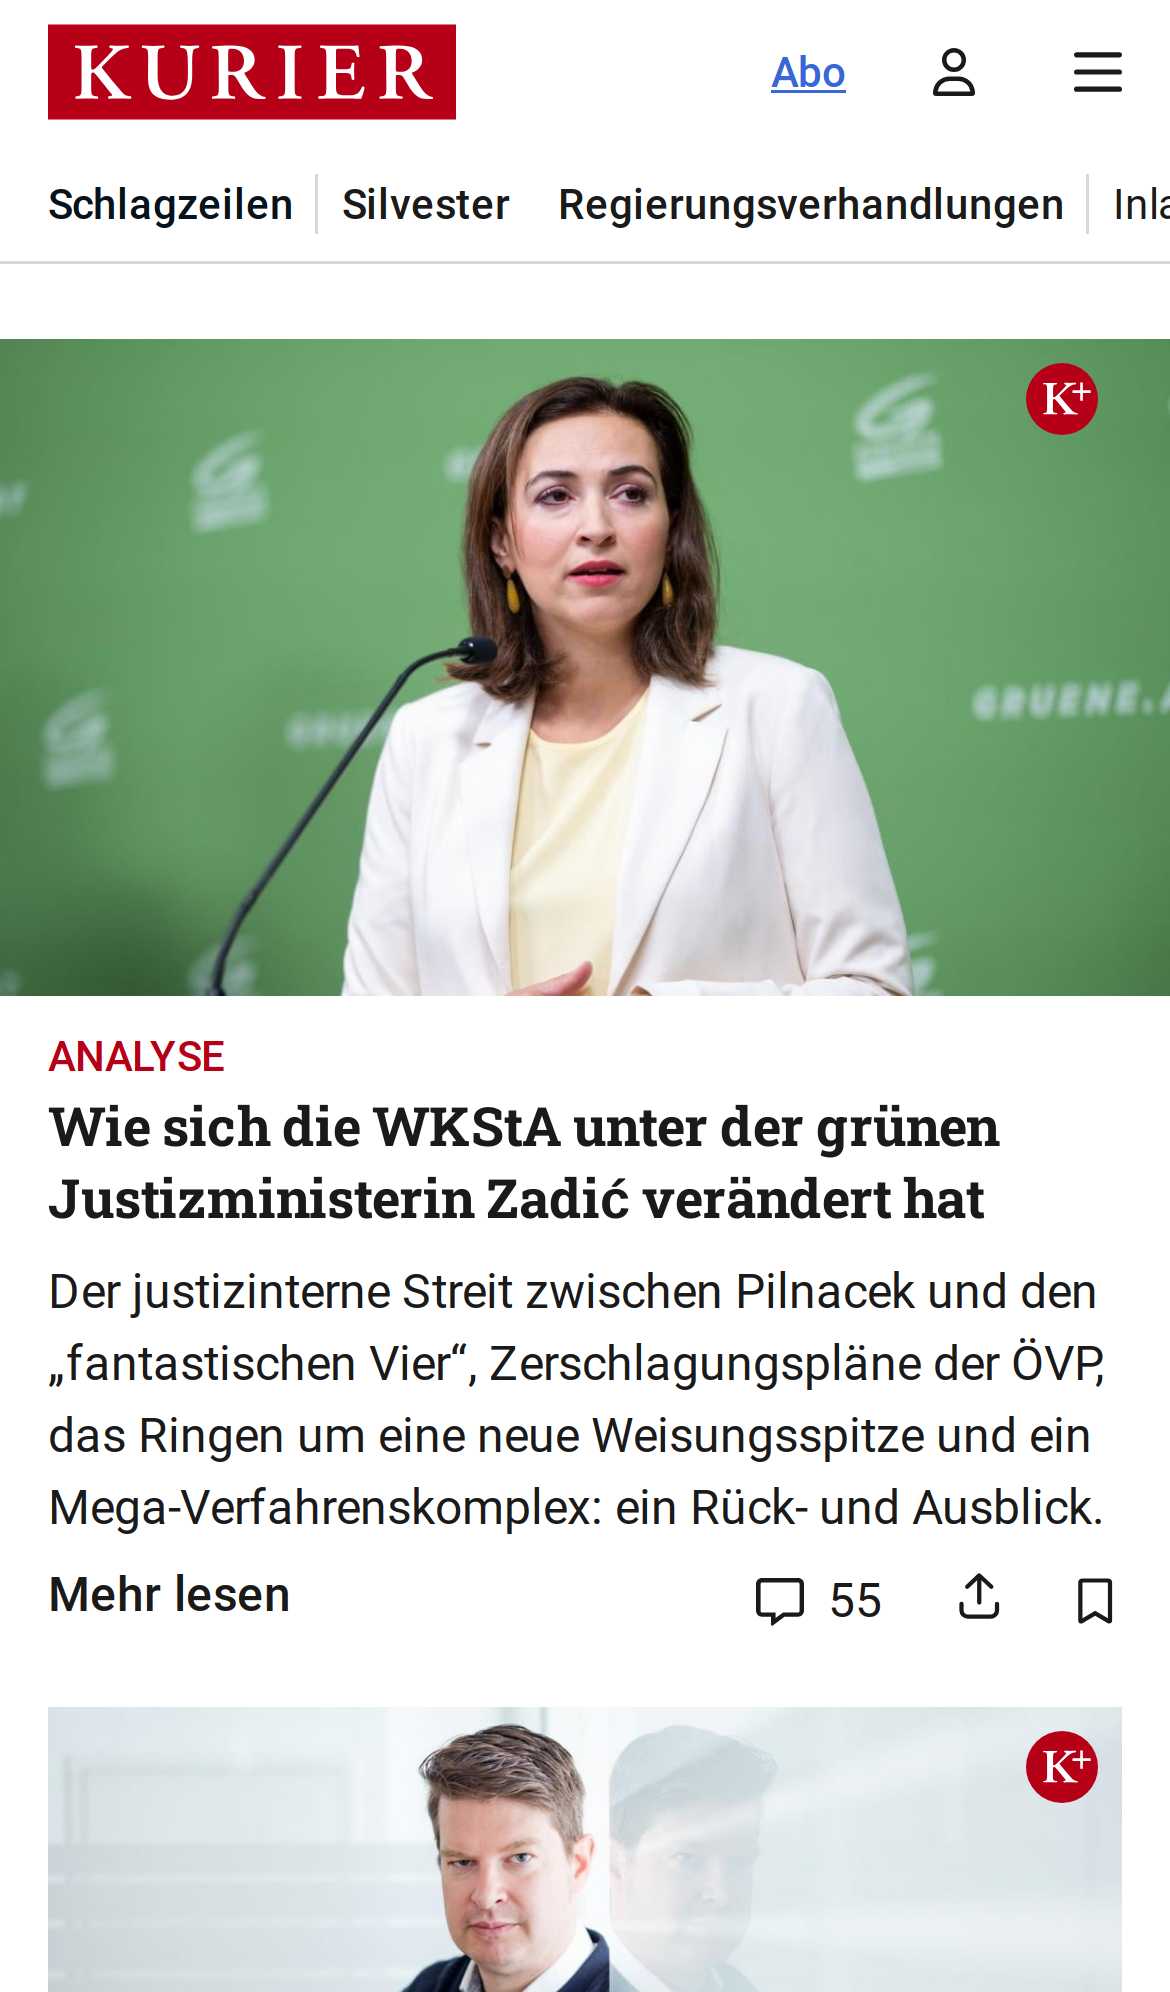 KURIER
Abo
Schlagzeilen
Silvester
Regierungsverhandlungen
K+
GRUENE.
ANALYSE
Wie sich die WKStA unter der grünen
Justizministerin Zadić verändert hat
Der justizinterne Streit zwischen Pilnacek und den
„fantastischen Vier“, Zerschlagungspläne der ÖVP,
das Ringen um eine neue Weisungsspitze und ein
Mega-Verfahrenskomplex: ein Rück- und Ausblick.
Mehr lesen
55
K+